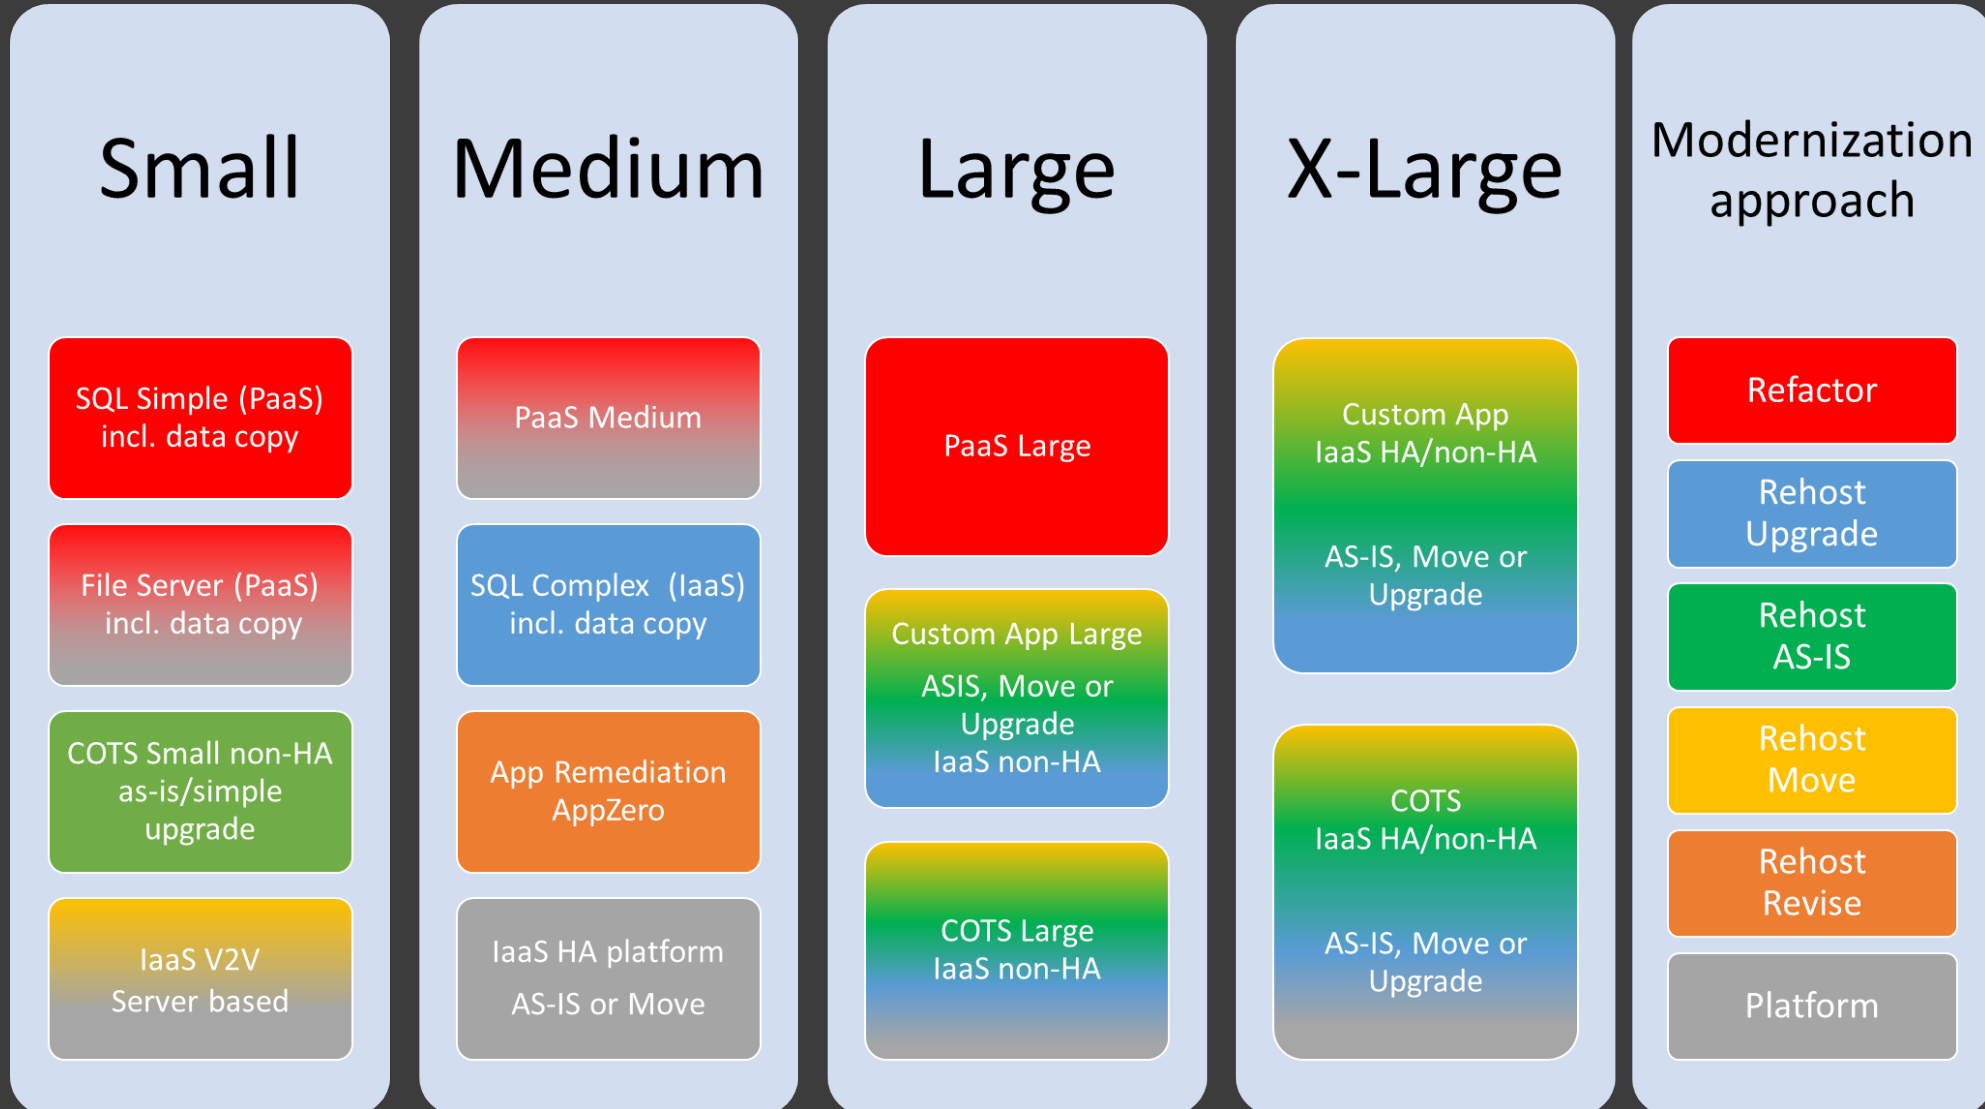 Small
SQL Simple (PaaS)
incl. data copy
File Server (PaaS)
incl. data copy
COTS Small non-HA
as-is/simple
upgrade
IaaS V2V
Server based
Medium
PaaS Medium
SQL Complex (IaaS)
incl. data copy
App Remediation
AppZero
IaaS HA platform
AS-IS or Move
Large
PaaS Large
Custom App Large
ASIS, Move or
Upgrade
IaaS non-HA
COTS Large
IaaS non-HA
X-Large
Custom App
IaaS HA/non-HA
AS-IS, Move or
Upgrade
COTS
IaaS HA/non-HA
AS-IS, Move or
Upgrade
Modernization
approach
Refactor
Rehost
Upgrade
Rehost
AS-IS
Rehost
Move
Rehost
Revise
Platform